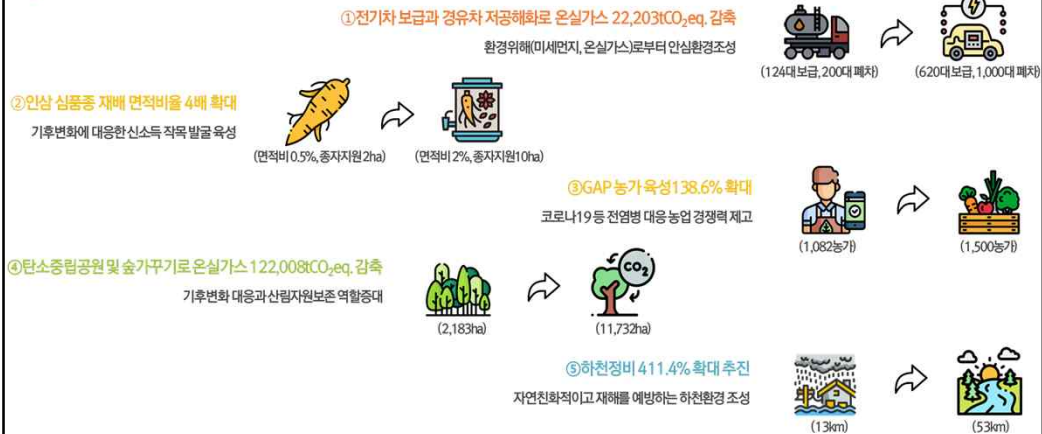 ①전기차 보급과 경유차 저공해화로 온실가스 22,203tCO₂eq. 감축
환경위해(미세먼지, 온실가스)로부터 안심환경조성
(124대 보급, 200대 폐차)
(620대 보급, 1,000대 폐차)
②인삼 심품종 재배 면적비율 4배 확대
기후변화에 대응한 신소득 작목 발굴 육성
(면적비 0.5%, 종자지원 2ha)
(면적비 2%, 종자지원10ha)
③GAP 농가 육성138.6% 확대
코로나19 등 전염병 대응 농업 경쟁력 제고
(1,082농가)
(1,500농가)
④탄소중립공원 및 숲가꾸기로 온실가스 122,008tCO₂eq. 감축
기후변화 대응과 산림자원보존 역할증대
(2,183ha)
CO₂
(11,732ha)
⑤하천정비 411.4% 확대 추진
자연친화적이고 재해를 예방하는 하천환경 조성
(13km)
(53km)